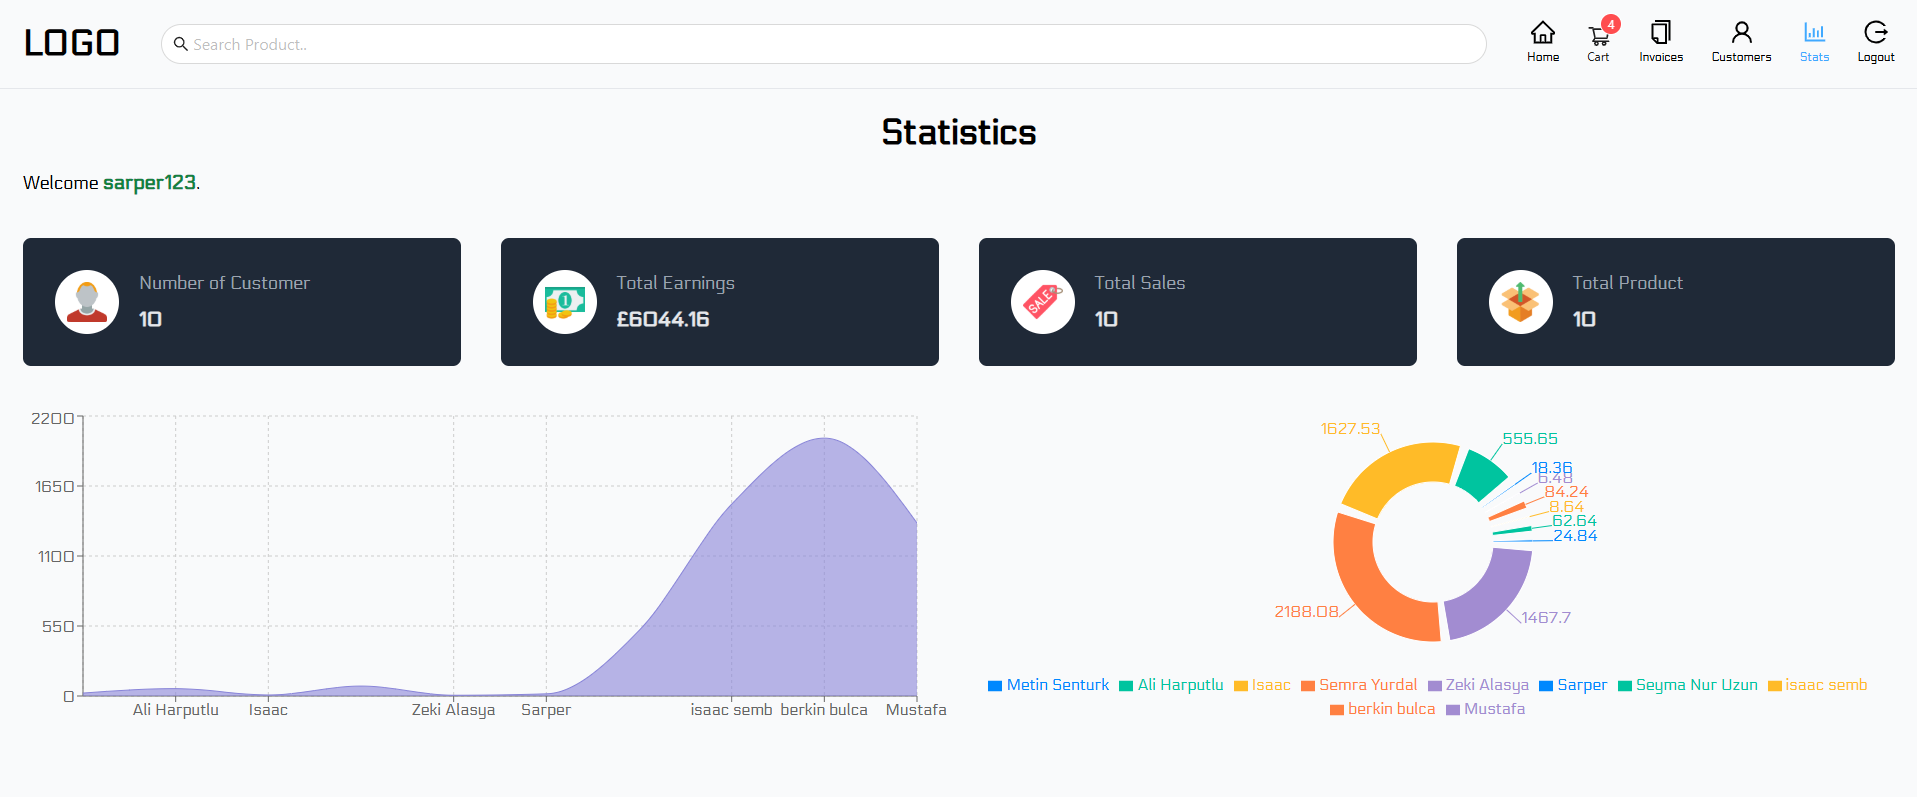 LOGO
Search Product..
4
Home
Cart
Invoices
Customers
Stats
Logout
Statistics
Welcome sarper123.
Number of Customer
10
Total Earnings
£6044.16
1
Total Sales
10
SALE
Total Product
10
2200
1650
1100
550
0
Ali Harputlu
Isaac
Zeki Alasya
Sarper
isaac semb
berkin bulca
Mustafa
1627.53
555.65
18.36
6.48
84.24
8.64
62.64
24.84
2188.08
1467.7
Metin Senturk Ali Harputlu Isaac Semra Yurdal Zeki Alasya Sarper Seyma Nur Uzun isaac semb
berkin bulca Mustafa